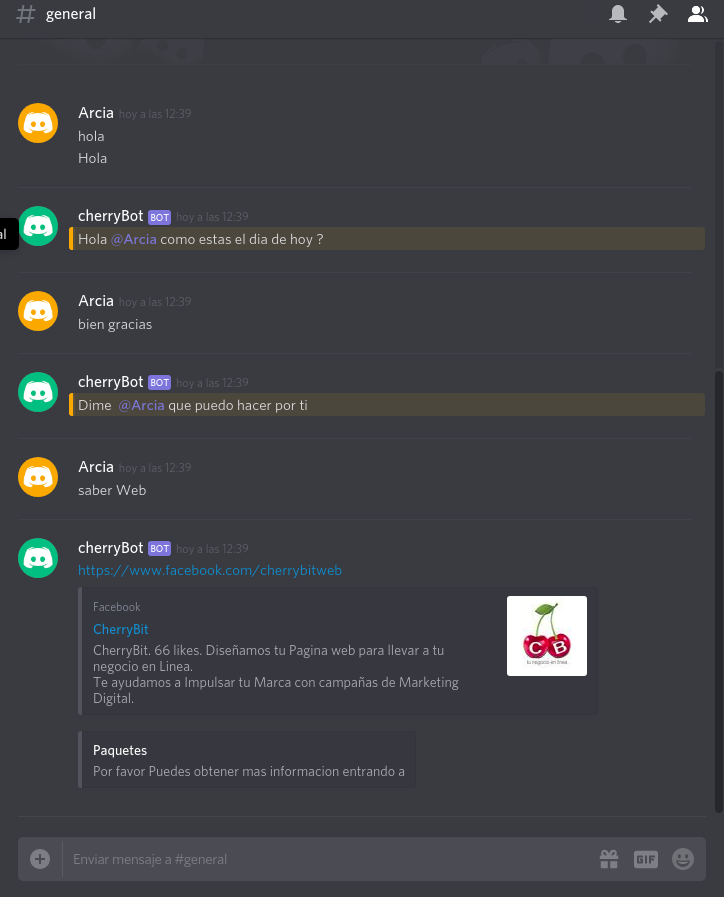 # general
Arcia hoy a las 12:39
hola
Hola
cherryBot BOT hoy a las 12:39
al
Hola @Arcia como estas el dia de hoy ?
Arcia hoy a las 12:39
bien gracias
cherryBot BOT hoy a las 12:39
Dime @Arcia que puedo hacer por ti
Arcia hoy a las 12:39
saber Web
cherryBot BOT hoy a las 12:39
https://www.facebook.com/cherrybitweb
Facebook
CherryBit
CherryBit. 66 likes. Diseñamos tu Pagina web para llevar a tu
negocio en Linea.
Te ayudamos a Impulsar tu Marca con campañas de Marketing
Digital.
C B
tu negocio en linea
Paquetes
Por favor Puedes obtener mas informacion entrando a
Enviar mensaje a #general
GIF